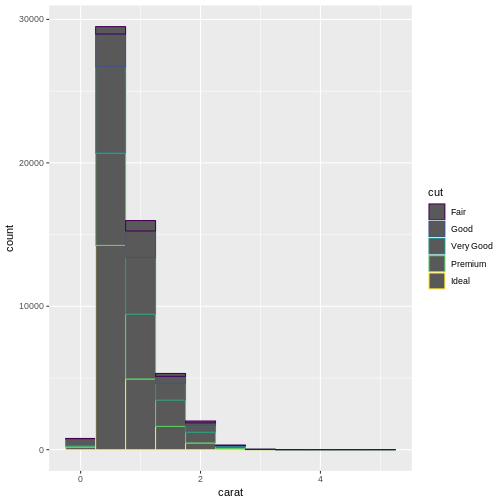 30000
20000
10000
0
count
0 2 4
carat
cut
Fair
Good
Very Good
Premium
Ideal